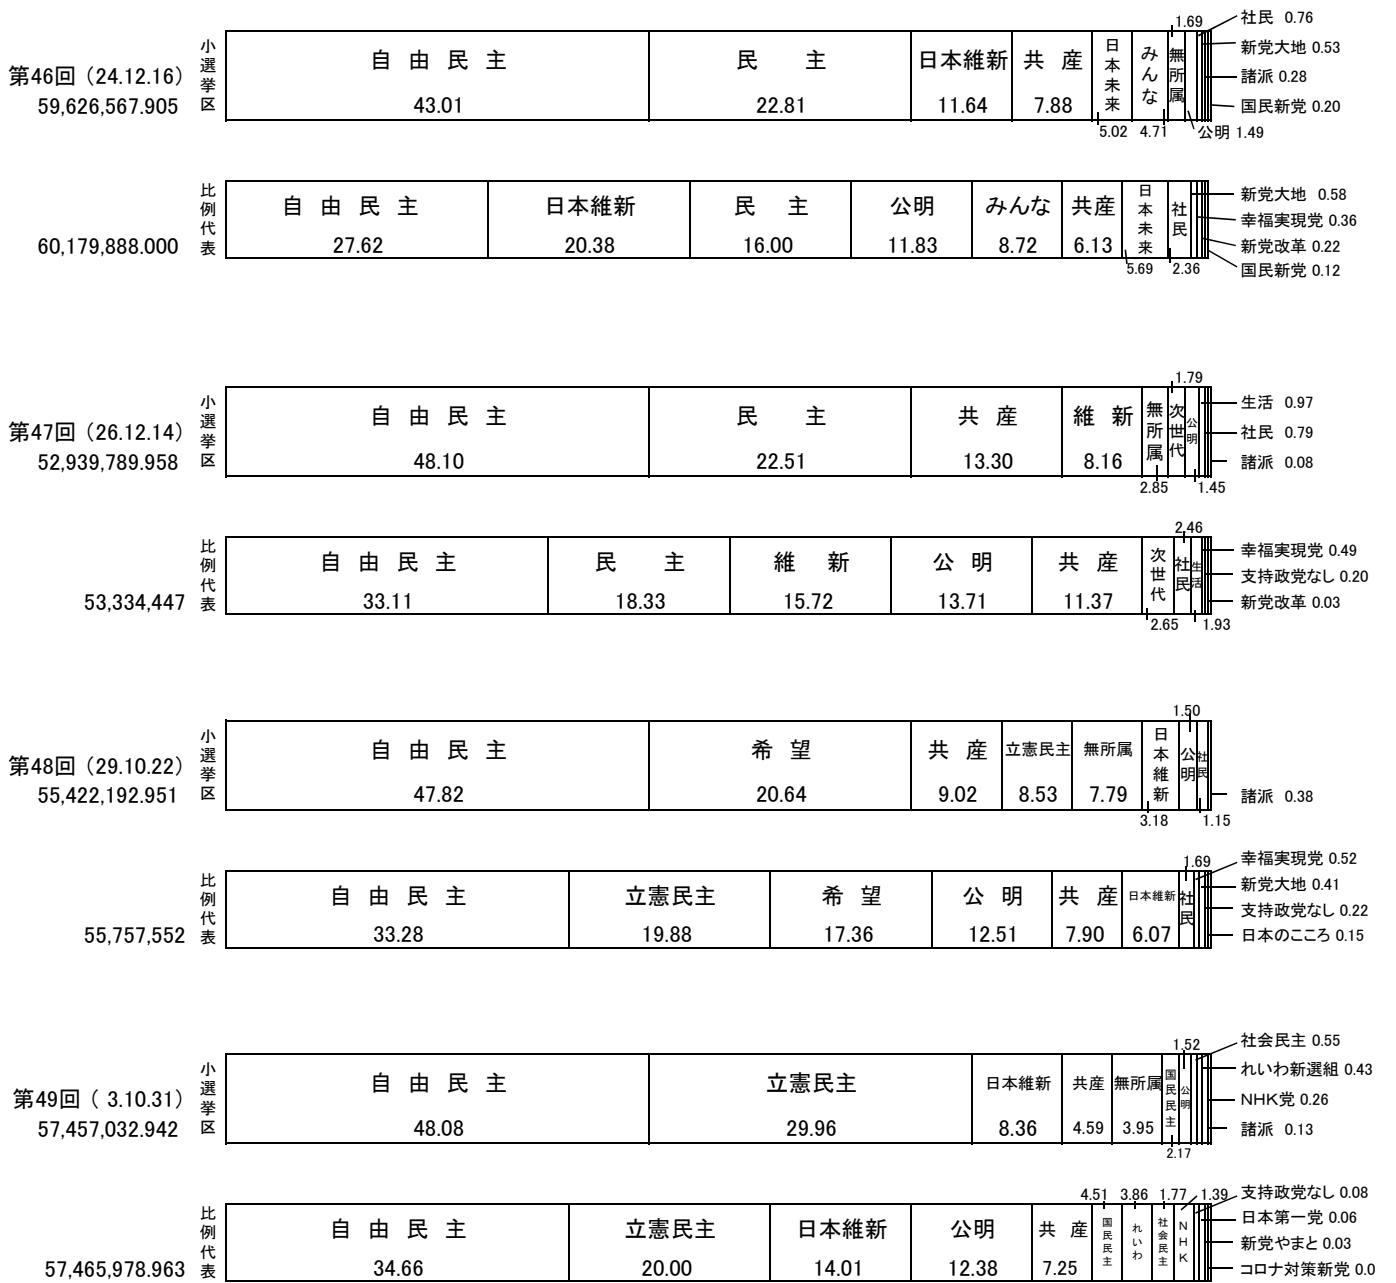 第46回 (24.12.16)
59,626,567.905
小選挙区
自由民主 43.01
民主 22.81
日本維新 11.64
共産 7.88
日本未来 5.02
みんな 4.71
無所属 1.69
公明 1.49
社民 0.76
新党大地 0.53
諸派 0.28
国民新党 0.20
60,179,888.000
比例代表
自由民主 27.62
日本維新 20.38
民主 16.00
公明 11.83
みんな 8.72
共産 6.13
日本未来 5.69
社民 2.36
新党大地 0.58
幸福実現党 0.36
新党改革 0.22
国民新党 0.12
第47回 (26.12.14)
52,939,789.958
小選挙区
自由民主 48.10
民主 22.51
共産 13.30
維新 8.16
無所属 2.85
次世代 1.79
公明 1.45
生活 0.97
社民 0.79
諸派 0.08
53,334,447
比例代表
自由民主 33.11
民主 18.33
維新 15.72
公明 13.71
共産 11.37
次世代 2.65
社民 2.46
生活 1.93
幸福実現党 0.49
支持政党なし 0.20
新党改革 0.03
第48回 (29.10.22)
55,422,192.951
小選挙区
自由民主 47.82
希望 20.64
共産 9.02
立憲民主 8.53
無所属 7.79
日本維新 3.18
公明 1.50
社民 1.15
諸派 0.38
55,757,552
比例代表
自由民主 33.28
立憲民主 19.88
希望 17.36
公明 12.51
共産 7.90
日本維新 6.07
社民 1.69
幸福実現党 0.52
新党大地 0.41
支持政党なし 0.22
日本のこころ 0.15
第49回 ( 3.10.31)
57,457,032.942
小選挙区
自由民主 48.08
立憲民主 29.96
日本維新 8.36
共産 4.59
無所属 3.95
国民民主 2.17
公明 1.52
社会民主 0.55
れいわ新選組 0.43
NHK党 0.26
諸派 0.13
57,465,978.963
比例代表
自由民主 34.66
立憲民主 20.00
日本維新 14.01
公明 12.38
共産 7.25
国民民主 4.51
れいわ 3.86
社会民主 1.77
NHK 1.39
支持政党なし 0.08
日本第一党 0.06
新党やまと 0.03
コロナ対策新党 0.0